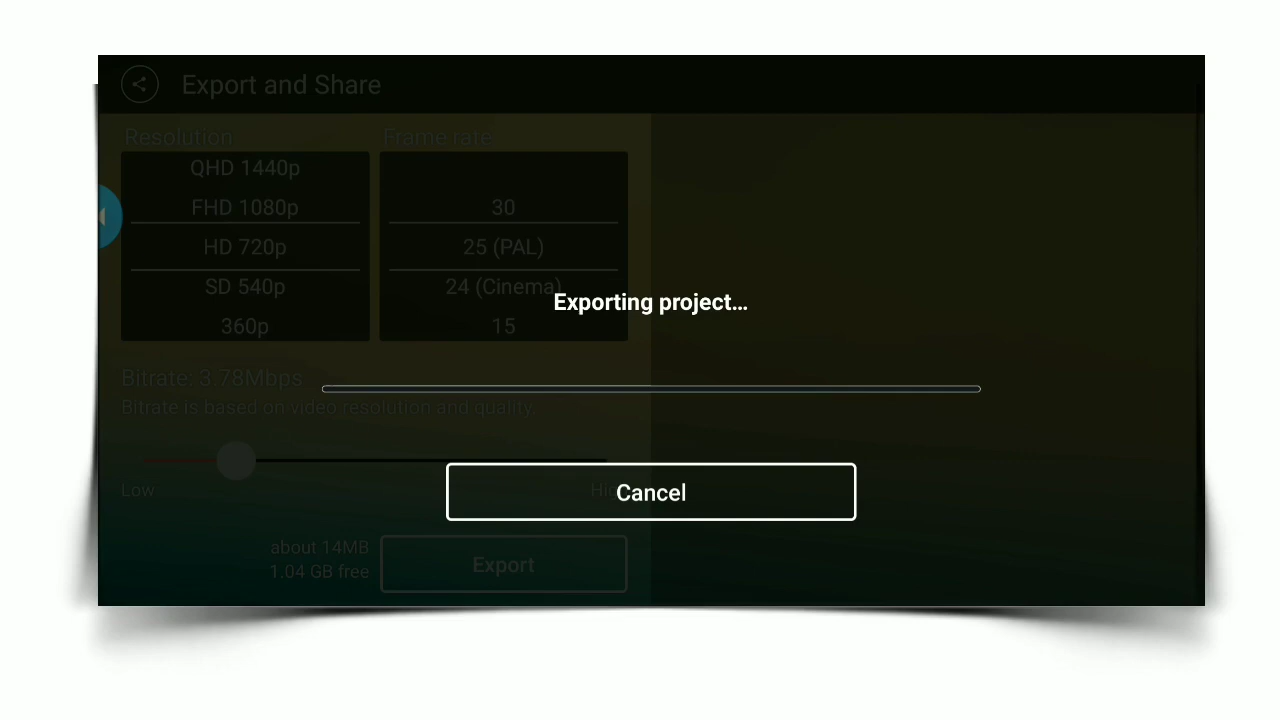 Export and Share
Resolution
Frame rate
QHD 1440p
FHD 1080p
HD 720p
SD 540p
360p
30
25 (PAL)
24 (Cinema)
15
Exporting project...
Bitrate: 3.78Mbps
Bitrate is based on video resolution and quality.
Low
Hig
Cancel
about 14MB
1.04 GB free
Export